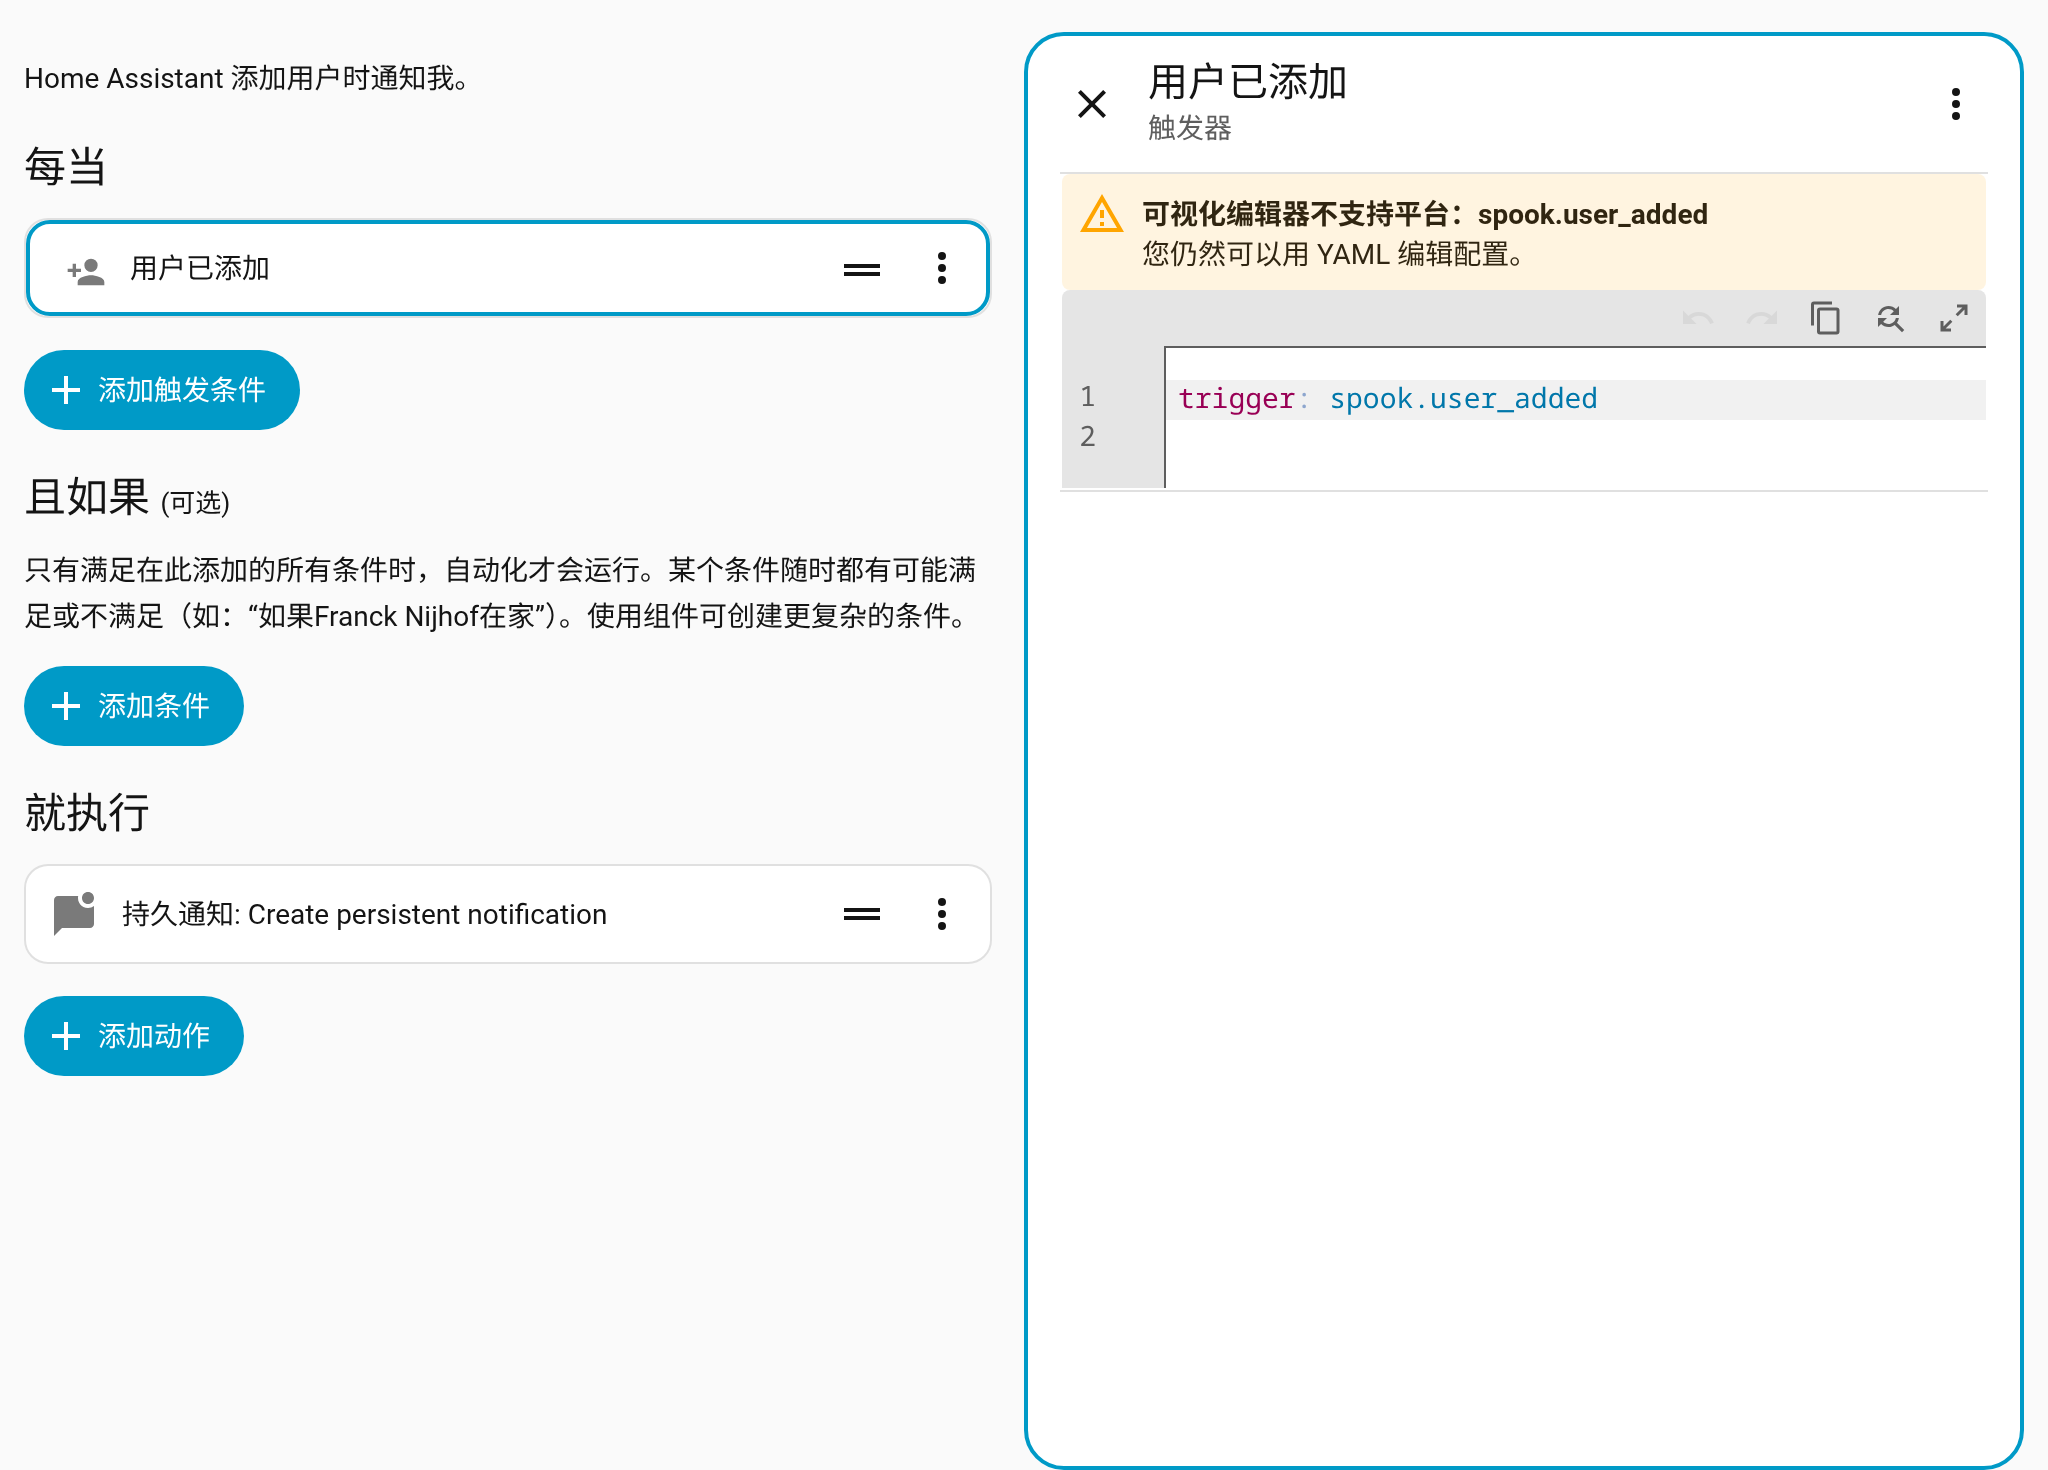 Home Assistant 添加用户时通知我。
每当
用户已添加
添加触发条件
且如果 (可选)
只有满足在此添加的所有条件时，自动化才会运行。某个条件随时都有可能满
足或不满足（如：“如果Franck Nijhof在家”）。使用组件可创建更复杂的条件。
添加条件
就执行
持久通知: Create persistent notification
添加动作
用户已添加
触发器
可视化编辑器不支持平台：spook.user_added
您仍然可以用 YAML 编辑配置。
1 trigger: spook.user_added
2